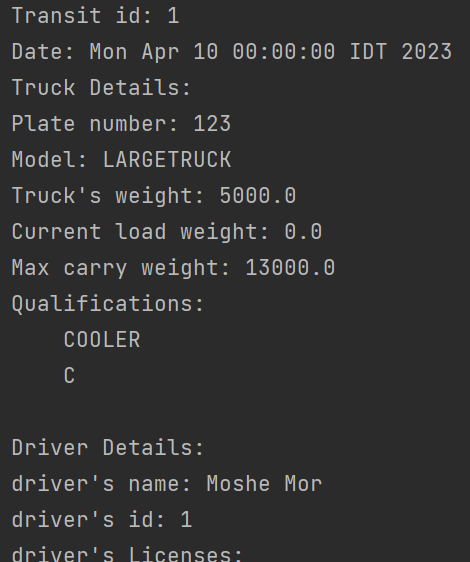 Transit id: 1
Date: Mon Apr 10 00:00:00 IDT 2023
Truck Details:
Plate number: 123
Model: LARGETRUCK
Truck's weight: 5000.0
Current load weight: 0.0
Max carry weight: 13000.0
Qualifications:
COOLER
C
Driver Details:
driver's name: Moshe Mor
driver's id: 1
driver's Licenses: